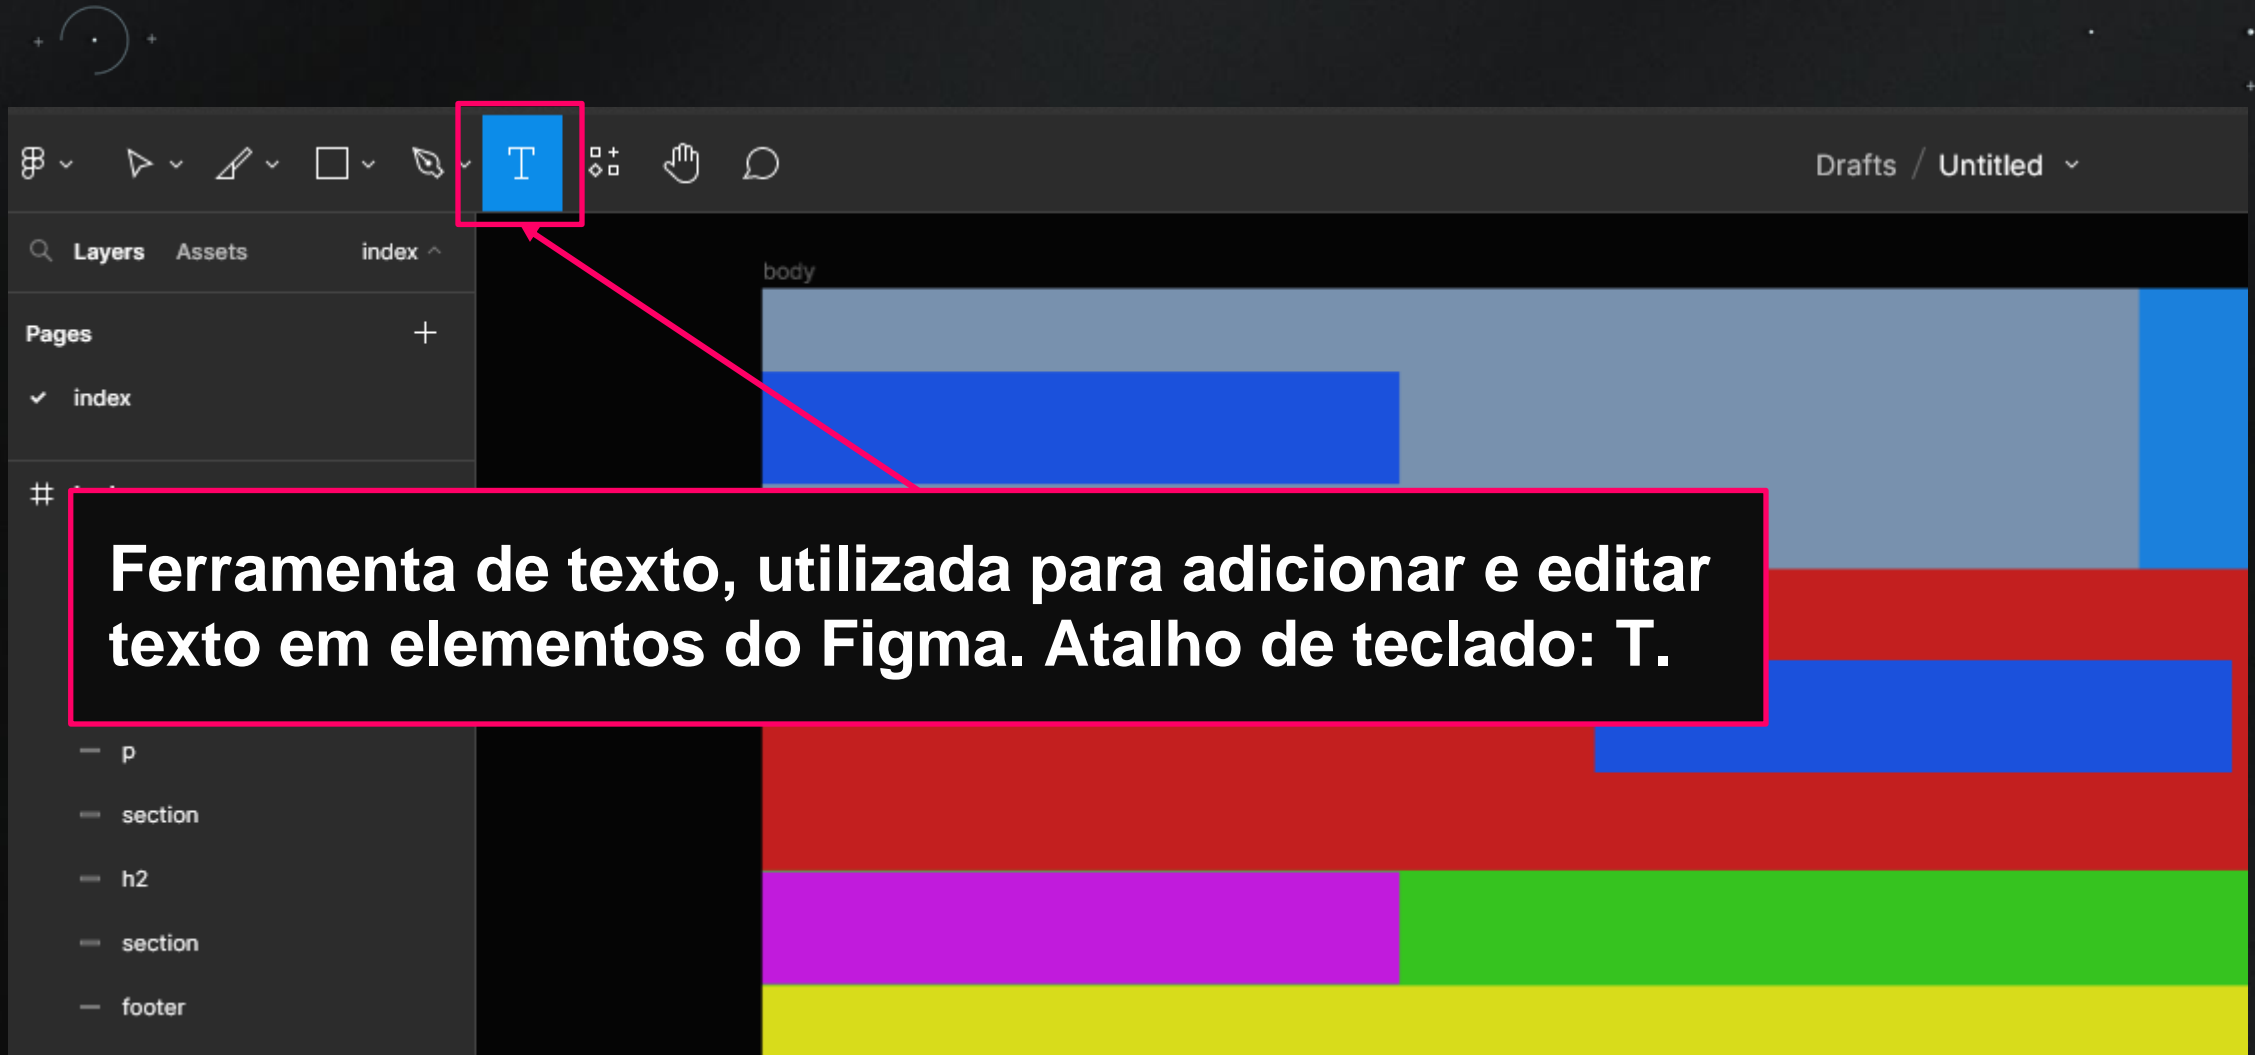 T
Drafts / Untitled
Layers Assets index
body
Pages
index
Ferramenta de texto, utilizada para adicionar e editar
texto em elementos do Figma. Atalho de teclado: T.
p
section
h2
section
footer